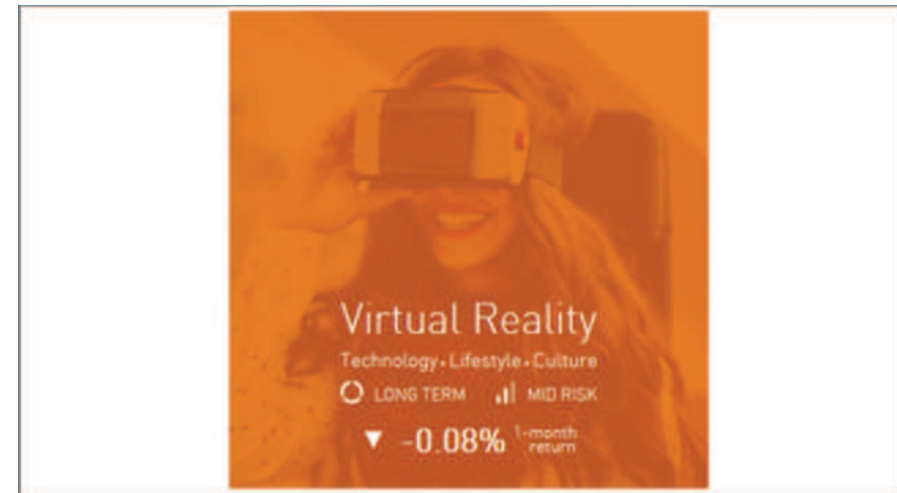 Virtual Reality
Technology • Lifestyle • Culture
LONG TERM MID RISK
▼ -0.08% 1-month return